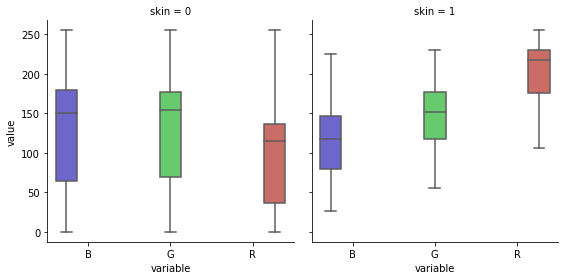 skin = 0
skin = 1
250
200
150
100
50
0
value
B G R
B G R
variable
variable